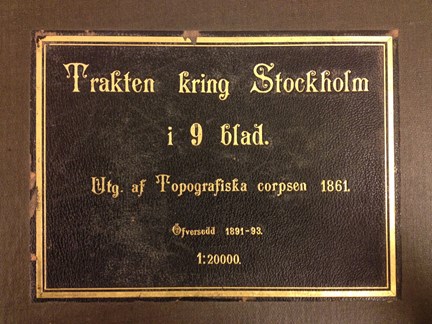 Trakten kring Stockholm
i 9 blad.
Utg. af Topografiska corpsen 1861.
Öfversedd 1891-93.
1:20000.